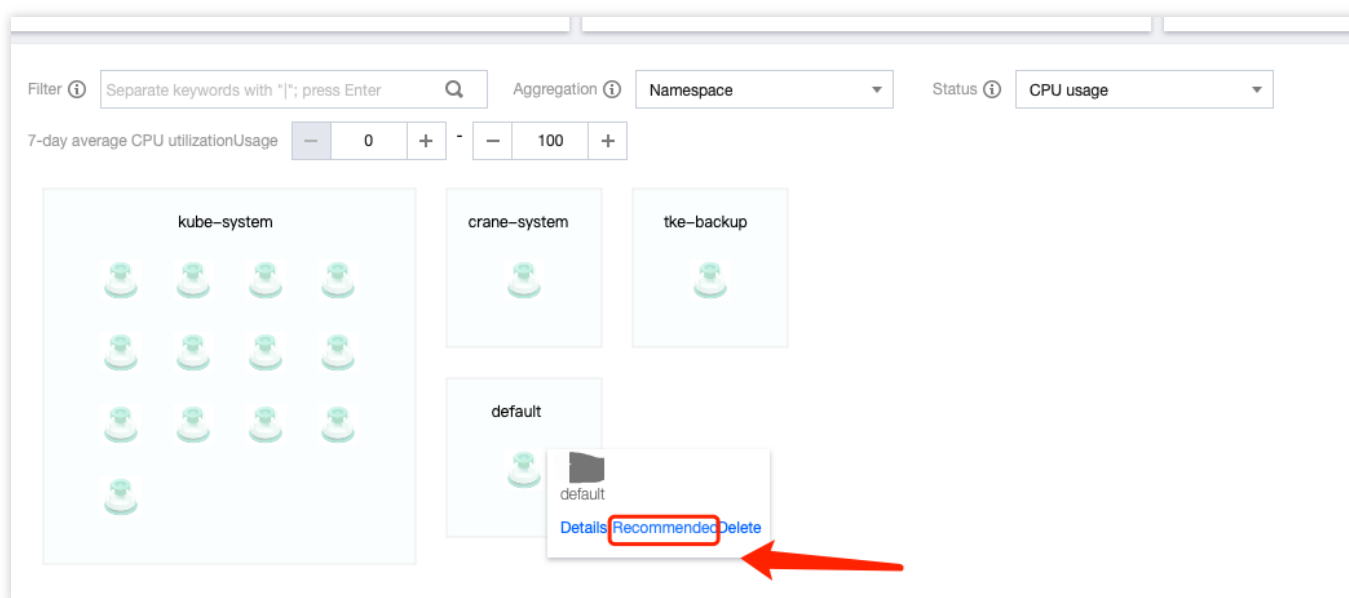 Filter Separate keywords with "|"; press Enter Aggregation Namespace Status CPU usage
7-day average CPU utilizationUsage − 0 + - − 100 +
kube-system crane-system tke-backup
default
default
Details Recommended Delete